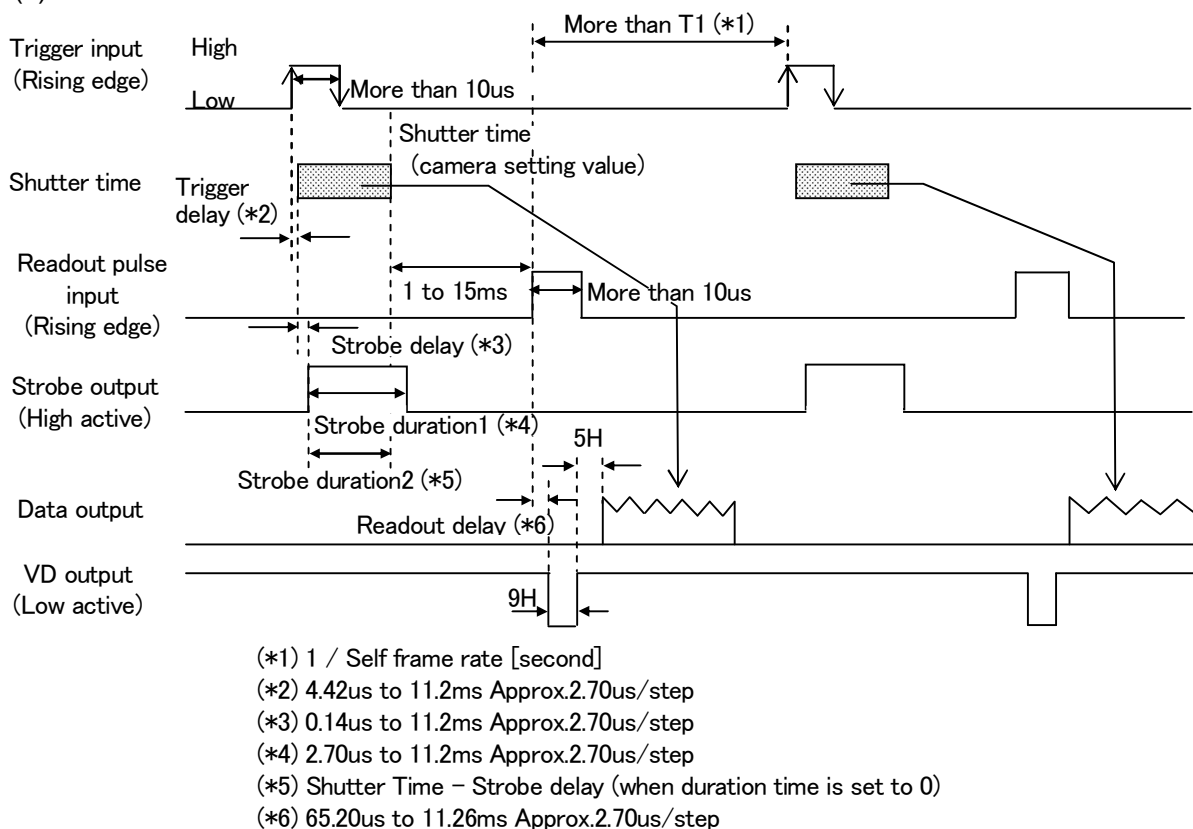 More than T1 (*1)
Trigger input
(Rising edge)
High
Low
More than 10us
Shutter time
(camera setting value)
Shutter time
Trigger
delay (*2)
Readout pulse
input
(Rising edge)
1 to 15ms
More than 10us
Strobe delay (*3)
Strobe output
(High active)
Strobe duration1 (*4)
5H
Strobe duration2 (*5)
Data output
Readout delay (*6)
VD output
(Low active)
9H
(*1) 1 / Self frame rate [second]
(*2) 4.42us to 11.2ms Approx.2.70us/step
(*3) 0.14us to 11.2ms Approx.2.70us/step
(*4) 2.70us to 11.2ms Approx.2.70us/step
(*5) Shutter Time - Strobe delay (when duration time is set to 0)
(*6) 65.20us to 11.26ms Approx.2.70us/step